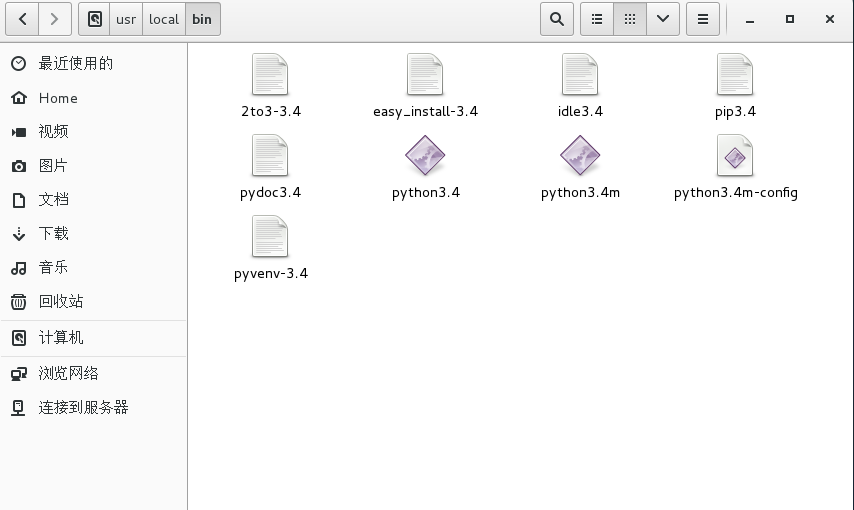 usr local bin
最近使用的
Home
视频
图片
文档
下载
音乐
回收站
计算机
浏览网络
连接到服务器
2to3-3.4 easy_install-3.4 idle3.4 pip3.4
pydoc3.4 python3.4 python3.4m python3.4m-config
pyvenv-3.4